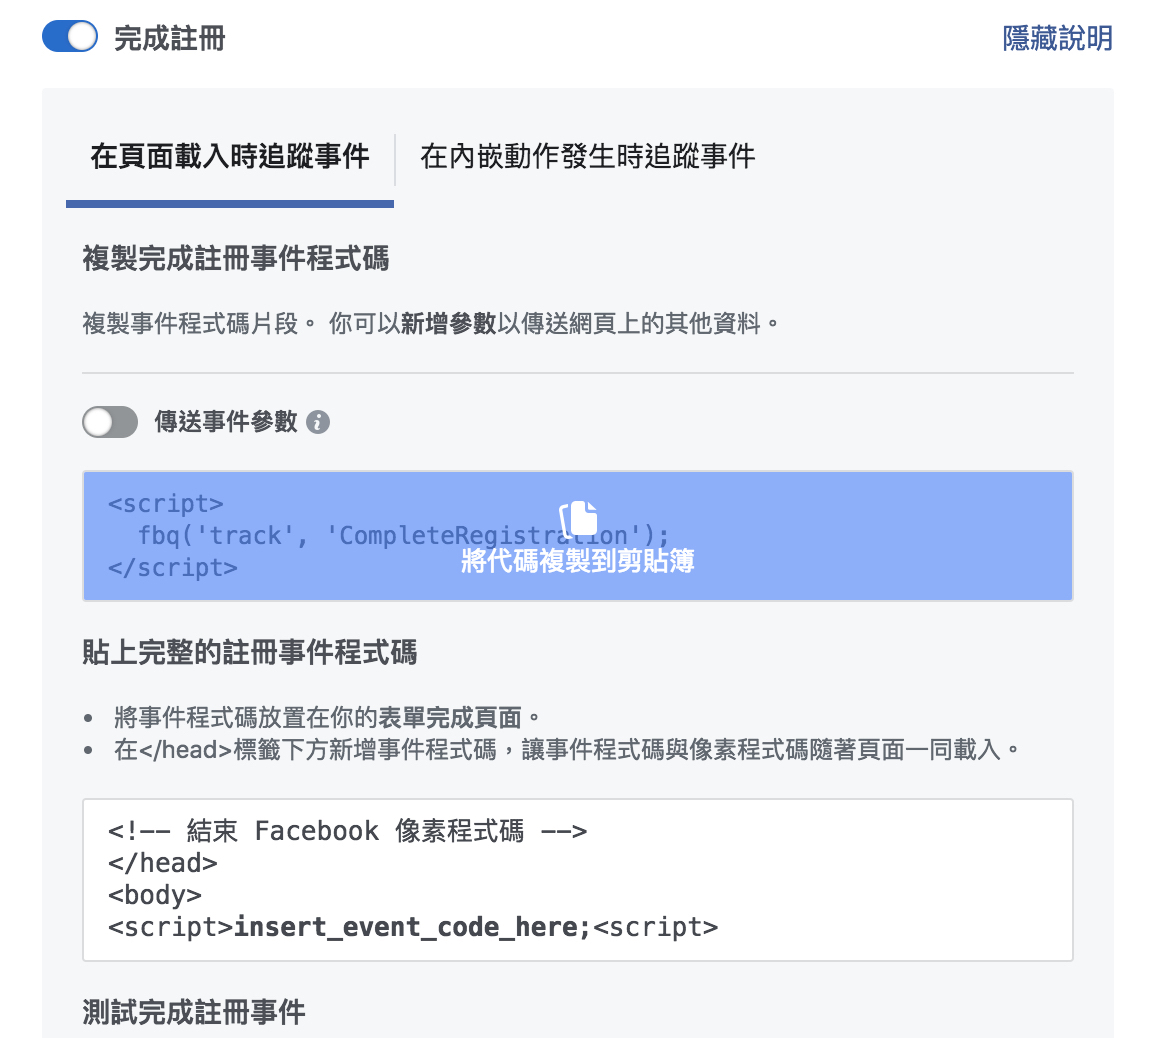 完成註冊
隱藏說明
在頁面載入時追蹤事件
在內嵌動作發生時追蹤事件
複製完成註冊事件程式碼
複製事件程式碼片段。 你可以新增參數以傳送網頁上的其他資料。
傳送事件參數
<script>
fbq('track', 'CompleteRegistration');
</script>
將代碼複製到剪貼簿
貼上完整的註冊事件程式碼
• 將事件程式碼放置在你的表單完成頁面。
• 在</head>標籤下方新增事件程式碼，讓事件程式碼與像素程式碼隨著頁面一同載入。
<!-- 結束 Facebook 像素程式碼 -->
</head>
<body>
<script>insert_event_code_here;<script>
測試完成註冊事件